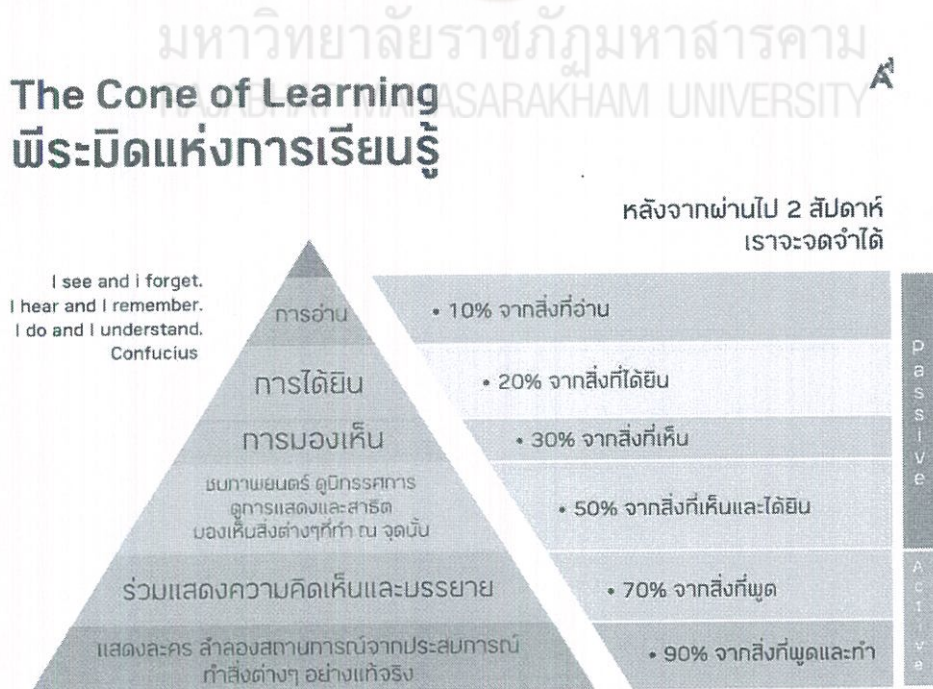 มหาวิทยาลัยราชภัฏมหาสารคาม
RAJABHAT MAHASARAKHAM UNIVERSITY
The Cone of Learning
พีระมิดแห่งการเรียนรู้
หลังจากผ่านไป 2 สัปดาห์
เราจะจดจำได้
I see and i forget.
I hear and I remember.
I do and I understand.
Confucius
การอ่าน
• 10% จากสิ่งที่อ่าน
การได้ยิน
• 20% จากสิ่งที่ได้ยิน
การมองเห็น
• 30% จากสิ่งที่เห็น
ชมภาพยนตร์ ดูนิทรรศการ
ดูการแสดงและสาธิต
มองเห็นสิ่งต่างๆที่ทำ ณ จุดนั้น
• 50% จากสิ่งที่เห็นและได้ยิน
Passive
ร่วมแสดงความคิดเห็นและบรรยาย
• 70% จากสิ่งที่พูด
แสดงละคร สำลองสถานการณ์จากประสบการณ์
ทำสิ่งต่างๆ อย่างแท้จริง
• 90% จากสิ่งที่พูดและทำ
Active